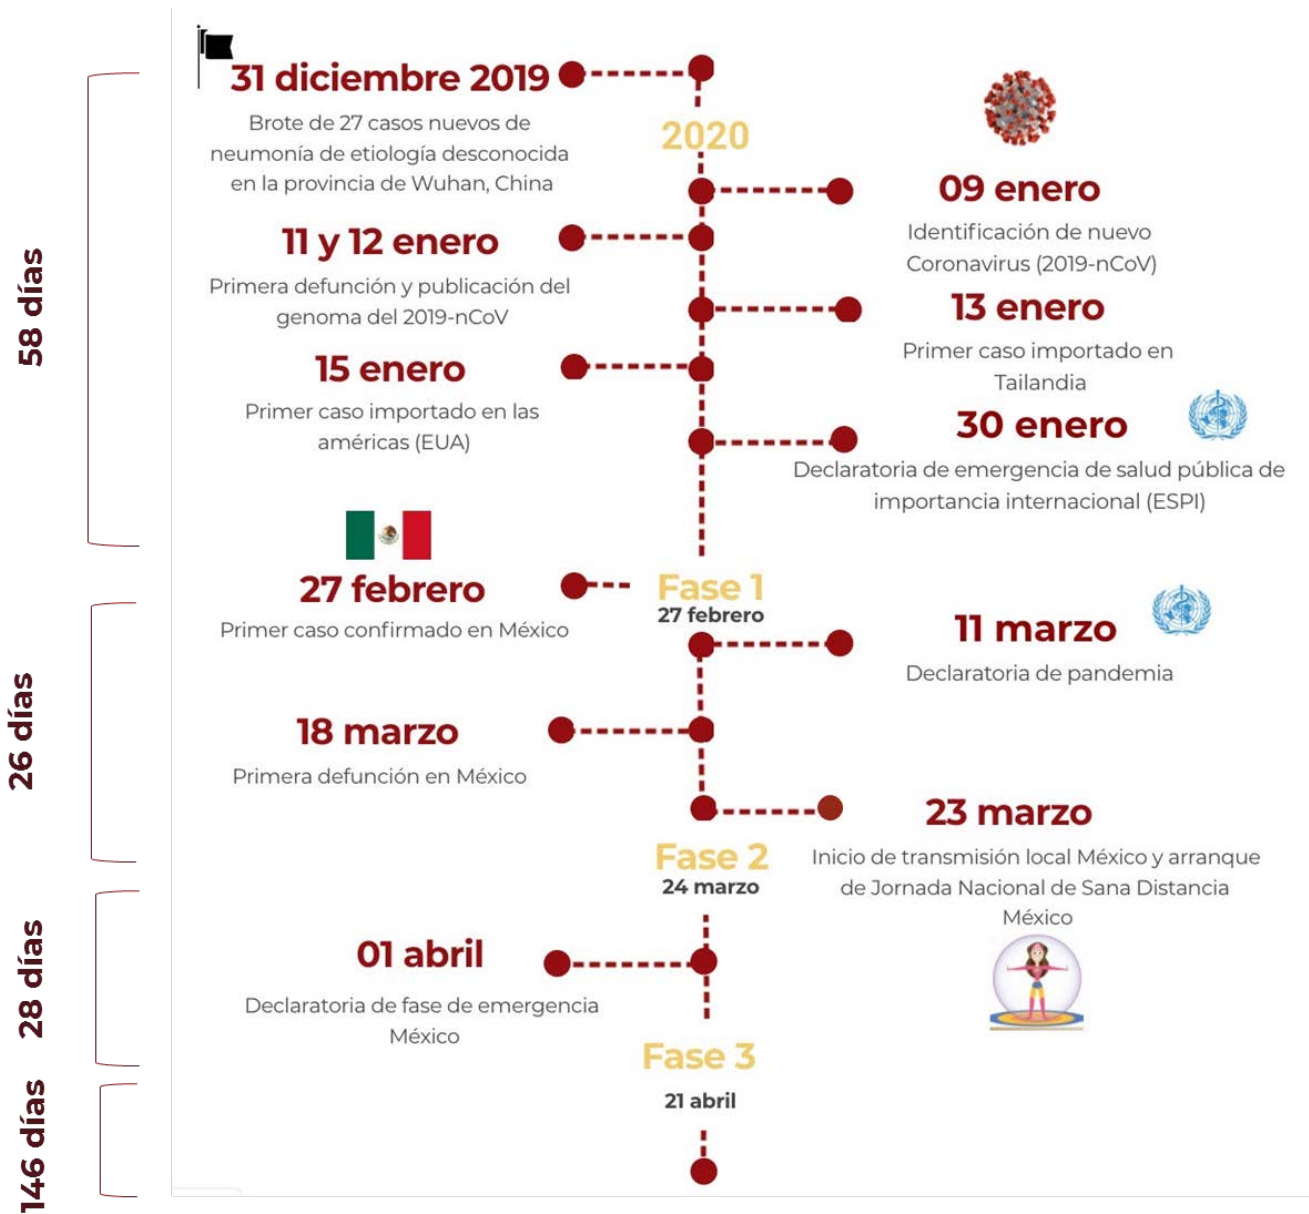 31 diciembre 2019
Brote de 27 casos nuevos de
neumonía de etiología desconocida
en la provincia de Wuhan, China
2020
09 enero
Identificación de nuevo
Coronavirus (2019-nCoV)
11 y 12 enero
Primera defunción y publicación del
genoma del 2019-nCoV
13 enero
Primer caso importado en
Tailandia
15 enero
Primer caso importado en las
américas (EUA)
30 enero
Declaratoria de emergencia de salud pública de
importancia internacional (ESPI)
58 días
27 febrero
Primer caso confirmado en México
Fase 1
27 febrero
11 marzo
Declaratoria de pandemia
18 marzo
Primera defunción en México
23 marzo
Inicio de transmisión local México y arranque
de Jornada Nacional de Sana Distancia
México
26 días
Fase 2
24 marzo
01 abril
Declaratoria de fase de emergencia
México
28 días
Fase 3
21 abril
146 días